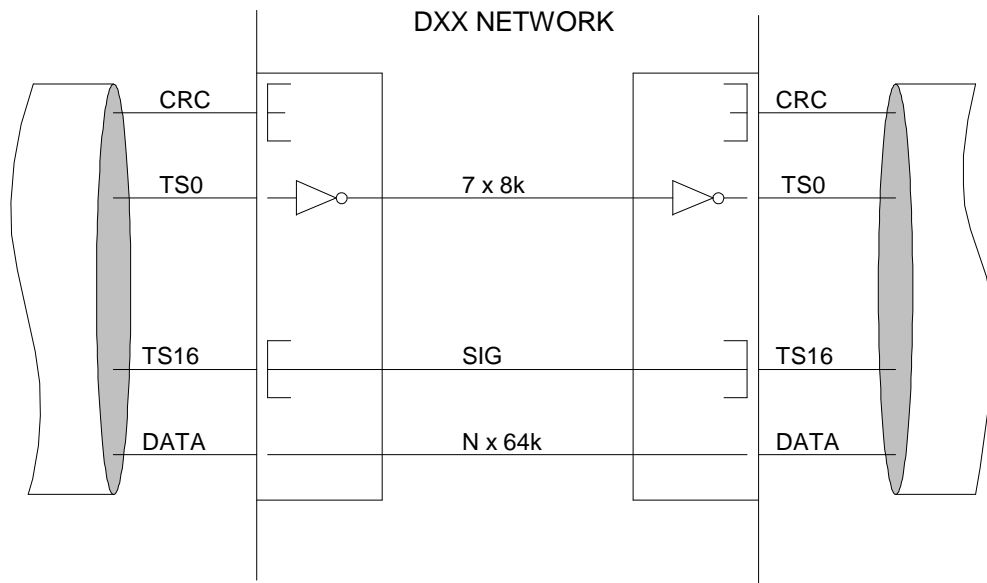 DXX NETWORK
CRC CRC
TS0 7 x 8k TS0
TS16 SIG TS16
DATA N x 64k DATA